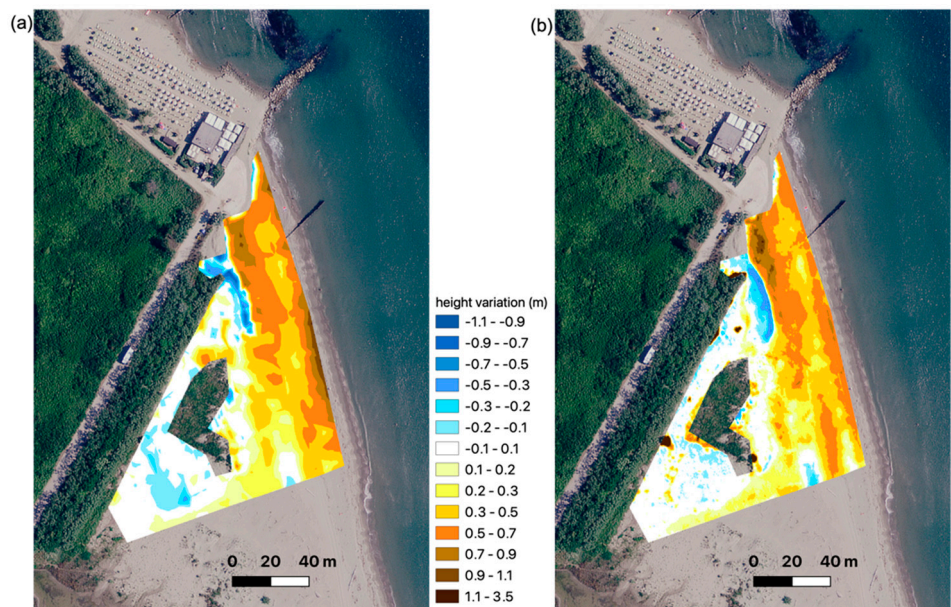 (a)
(b)
height variation (m)
-1.1 - -0.9
-0.9 - -0.7
-0.7 - -0.5
-0.5 - -0.3
-0.3 - -0.2
-0.2 - -0.1
-0.1 - 0.1
0.1 - 0.2
0.2 - 0.3
0.3 - 0.5
0.5 - 0.7
0.7 - 0.9
0.9 - 1.1
1.1 - 3.5
0 20 40 m
0 20 40 m